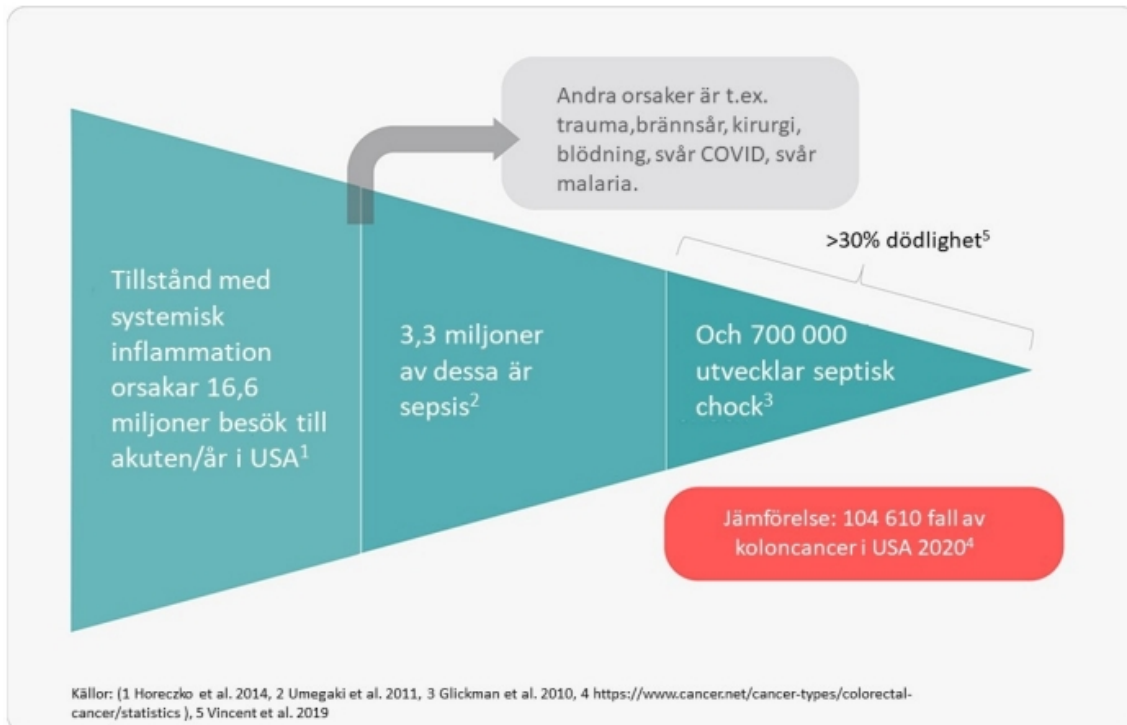 Andra orsaker är t.ex.
trauma,brännsår, kirurgi,
blödning, svår COVID, svår
malaria.
>30% dödlighet⁵
Tillstånd med
systemisk
inflammation
orsakar 16,6
miljoner besök till
akuten/år i USA¹
3,3 miljoner
av dessa är
sepsis²
Och 700 000
utvecklar septisk
chock³
Jämförelse: 104 610 fall av
koloncancer i USA 2020⁴
Källor: (1 Horeczko et al. 2014, 2 Umegaki et al. 2011, 3 Glickman et al. 2010, 4 https://www.cancer.net/cancer-types/colorectal-
cancer/statistics ), 5 Vincent et al. 2019